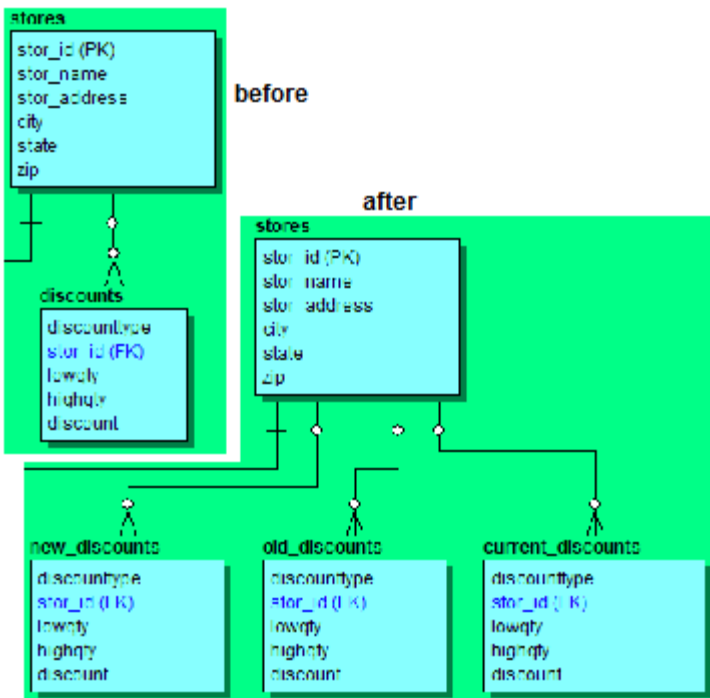 stores
stor_id (PK)
stor_name
stor_address
city
state
zip
before
discounts
discounttype
stor_id (FK)
lowqty
highqty
discount
after
stores
stor_id (PK)
stor_name
stor_address
city
state
zip
new_discounts
discounttype
stor_id (FK)
lowqty
highqty
discount
old_discounts
discounttype
stor_id (FK)
lowqty
highqty
discount
current_discounts
discounttype
stor_id (FK)
lowqty
highqty
discount